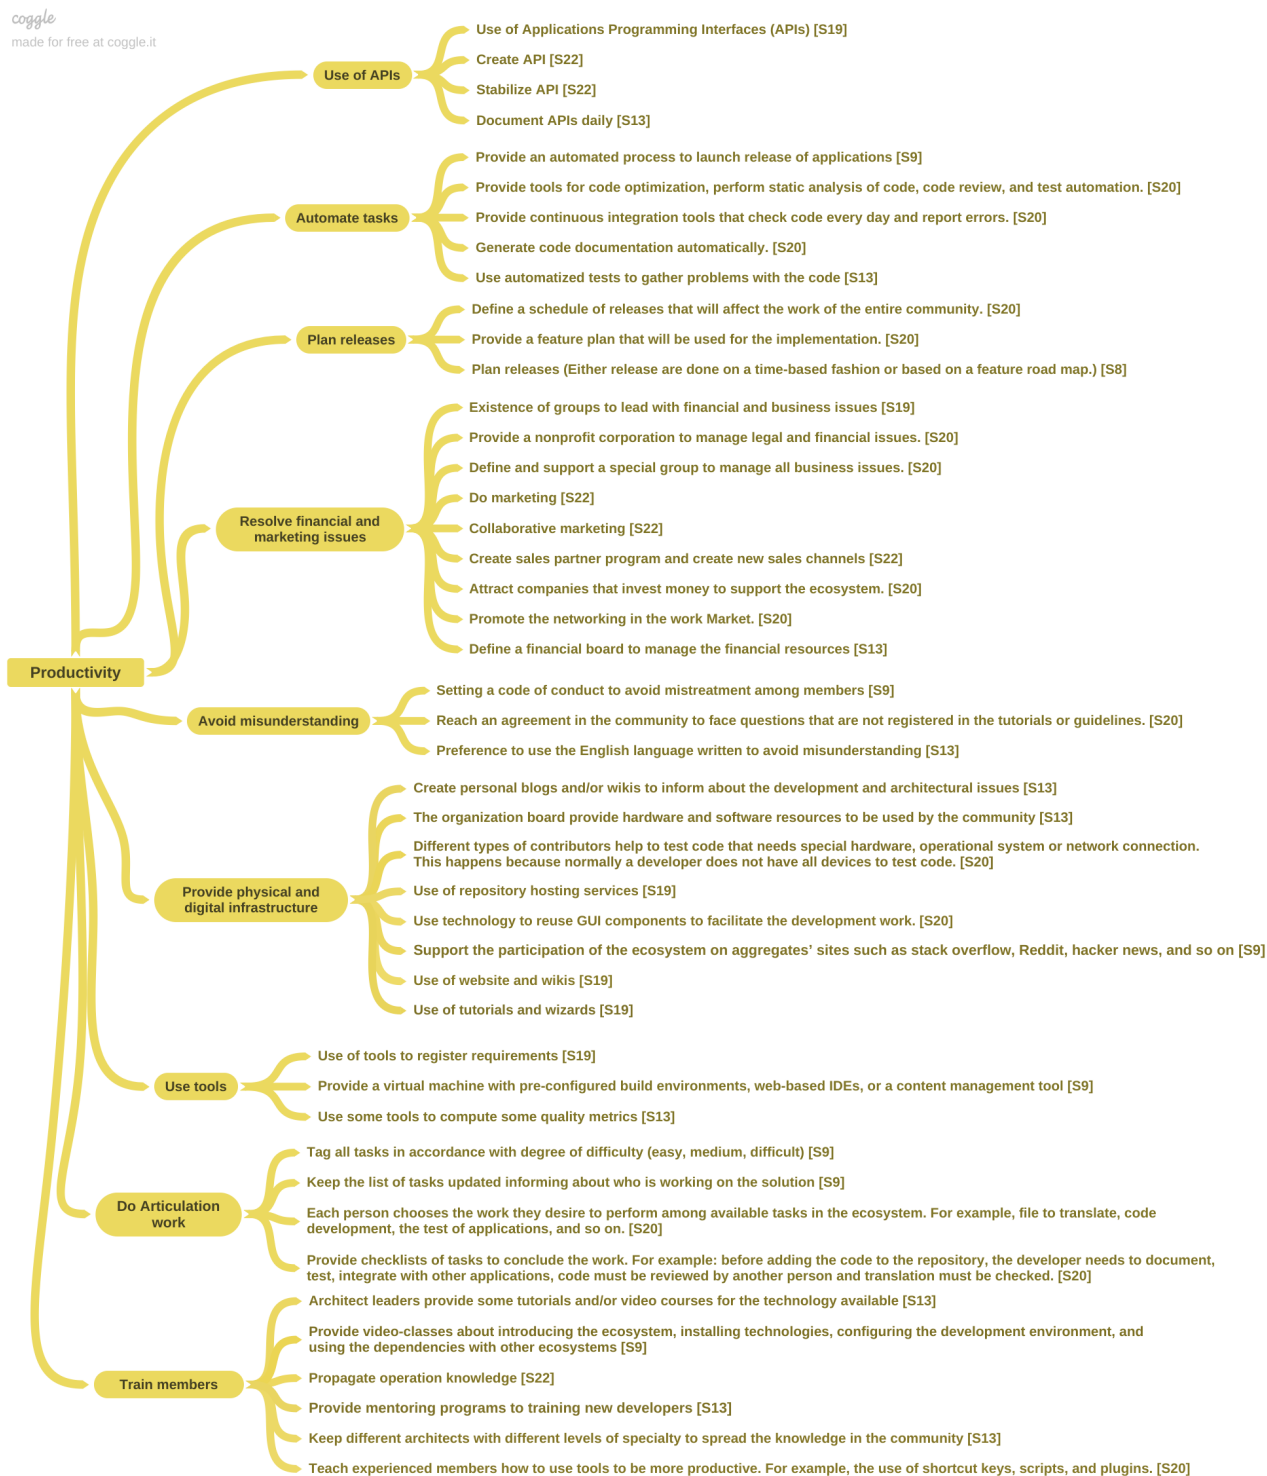 coggle
made for free at coggle.it
Productivity
Use of APIs
Use of Applications Programming Interfaces (APIs) [S19]
Create API [S22]
Stabilize API [S22]
Document APIs daily [S13]
Automate tasks
Provide an automated process to launch release of applications [S9]
Provide tools for code optimization, perform static analysis of code, code review, and test automation. [S20]
Provide continuous integration tools that check code every day and report errors. [S20]
Generate code documentation automatically. [S20]
Use automatized tests to gather problems with the code [S13]
Plan releases
Define a schedule of releases that will affect the work of the entire community. [S20]
Provide a feature plan that will be used for the implementation. [S20]
Plan releases (Either release are done on a time-based fashion or based on a feature road map.) [S8]
Resolve financial and
marketing issues
Existence of groups to lead with financial and business issues [S19]
Provide a nonprofit corporation to manage legal and financial issues. [S20]
Define and support a special group to manage all business issues. [S20]
Do marketing [S22]
Collaborative marketing [S22]
Create sales partner program and create new sales channels [S22]
Attract companies that invest money to support the ecosystem. [S20]
Promote the networking in the work Market. [S20]
Define a financial board to manage the financial resources [S13]
Avoid misunderstanding
Setting a code of conduct to avoid mistreatment among members [S9]
Reach an agreement in the community to face questions that are not registered in the tutorials or guidelines. [S20]
Preference to use the English language written to avoid misunderstanding [S13]
Provide physical and
digital infrastructure
Create personal blogs and/or wikis to inform about the development and architectural issues [S13]
The organization board provide hardware and software resources to be used by the community [S13]
Different types of contributors help to test code that needs special hardware, operational system or network connection.
This happens because normally a developer does not have all devices to test code. [S20]
Use of repository hosting services [S19]
Use technology to reuse GUI components to facilitate the development work. [S20]
Support the participation of the ecosystem on aggregates’ sites such as stack overflow, Reddit, hacker news, and so on [S9]
Use of website and wikis [S19]
Use of tutorials and wizards [S19]
Use tools
Use of tools to register requirements [S19]
Provide a virtual machine with pre-configured build environments, web-based IDEs, or a content management tool [S9]
Use some tools to compute some quality metrics [S13]
Do Articulation
work
Tag all tasks in accordance with degree of difficulty (easy, medium, difficult) [S9]
Keep the list of tasks updated informing about who is working on the solution [S9]
Each person chooses the work they desire to perform among available tasks in the ecosystem. For example, file to translate, code
development, the test of applications, and so on. [S20]
Provide checklists of tasks to conclude the work. For example: before adding the code to the repository, the developer needs to document,
test, integrate with other applications, code must be reviewed by another person and translation must be checked. [S20]
Train members
Architect leaders provide some tutorials and/or video courses for the technology available [S13]
Provide video-classes about introducing the ecosystem, installing technologies, configuring the development environment, and
using the dependencies with other ecosystems [S9]
Propagate operation knowledge [S22]
Provide mentoring programs to training new developers [S13]
Keep different architects with different levels of specialty to spread the knowledge in the community [S13]
Teach experienced members how to use tools to be more productive. For example, the use of shortcut keys, scripts, and plugins. [S20]